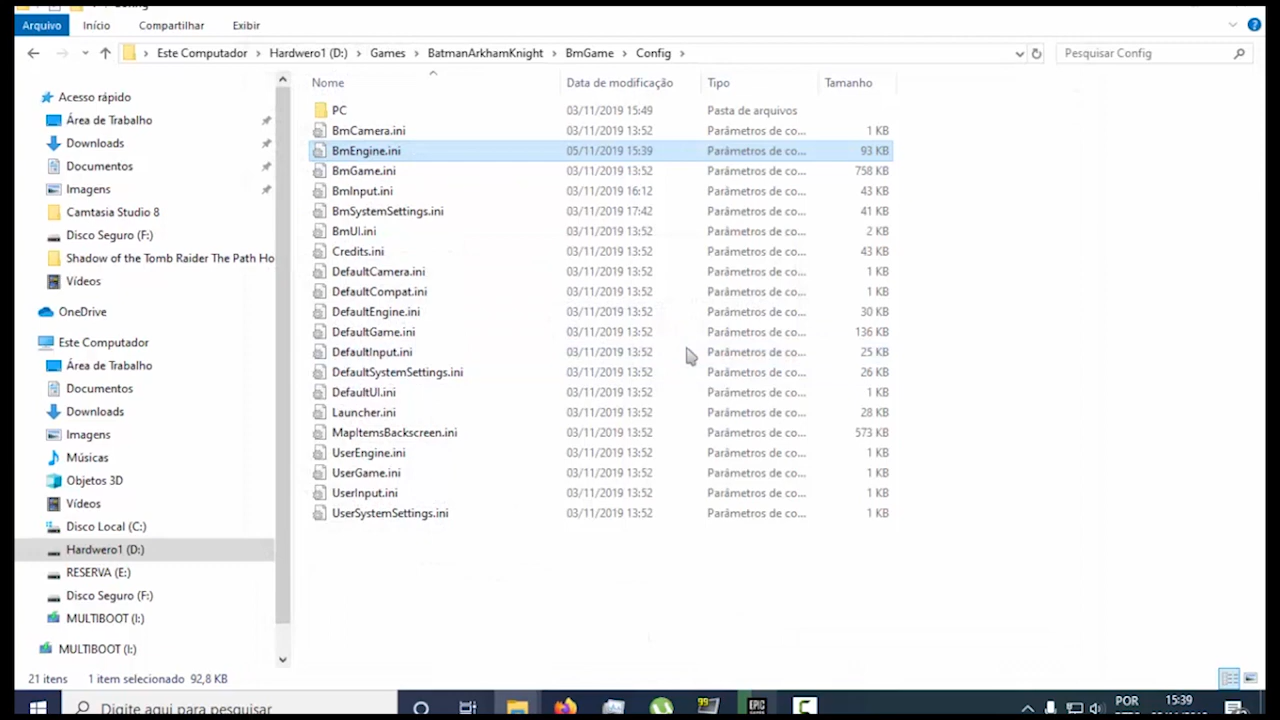 Arquivo Início Compartilhar Exibir
Este Computador Hardwero1 (D:) Games BatmanArkhamKnight BmGame Config Pesquisar Config
Nome Data de modificação Tipo Tamanho
Acesso rápido
Área de Trabalho
Downloads
Documentos
Imagens
Camtasia Studio 8
Disco Seguro (F:)
Shadow of the Tomb Raider The Path Ho
Vídeos
OneDrive
Este Computador
Área de Trabalho
Documentos
Downloads
Imagens
Músicas
Objetos 3D
Vídeos
Disco Local (C:)
Hardwero1 (D:)
RESERVA (E:)
Disco Seguro (F:)
MULTIBOOT (I:)
MULTIBOOT (I:)
PC 03/11/2019 15:49 Pasta de arquivos
BmCamera.ini 03/11/2019 13:52 Parâmetros de co... 1 KB
BmEngine.ini 05/11/2019 15:39 Parâmetros de co... 93 KB
BmGame.ini 03/11/2019 13:52 Parâmetros de co... 758 KB
BmInput.ini 03/11/2019 16:12 Parâmetros de co... 43 KB
BmSystemSettings.ini 03/11/2019 17:42 Parâmetros de co... 41 KB
BmUI.ini 03/11/2019 13:52 Parâmetros de co... 2 KB
Credits.ini 03/11/2019 13:52 Parâmetros de co... 43 KB
DefaultCamera.ini 03/11/2019 13:52 Parâmetros de co... 1 KB
DefaultCompat.ini 03/11/2019 13:52 Parâmetros de co... 1 KB
DefaultEngine.ini 03/11/2019 13:52 Parâmetros de co... 30 KB
DefaultGame.ini 03/11/2019 13:52 Parâmetros de co... 136 KB
DefaultInput.ini 03/11/2019 13:52 Parâmetros de co... 25 KB
DefaultSystemSettings.ini 03/11/2019 13:52 Parâmetros de co... 26 KB
DefaultUI.ini 03/11/2019 13:52 Parâmetros de co... 1 KB
Launcher.ini 03/11/2019 13:52 Parâmetros de co... 28 KB
MapItemsBackscreen.ini 03/11/2019 13:52 Parâmetros de co... 573 KB
UserEngine.ini 03/11/2019 13:52 Parâmetros de co... 1 KB
UserGame.ini 03/11/2019 13:52 Parâmetros de co... 1 KB
UserInput.ini 03/11/2019 13:52 Parâmetros de co... 1 KB
UserSystemSettings.ini 03/11/2019 13:52 Parâmetros de co... 1 KB
21 itens 1 item selecionado 92,8 KB
Digite aqui para pesquisar 99 EPIC POR 15:39